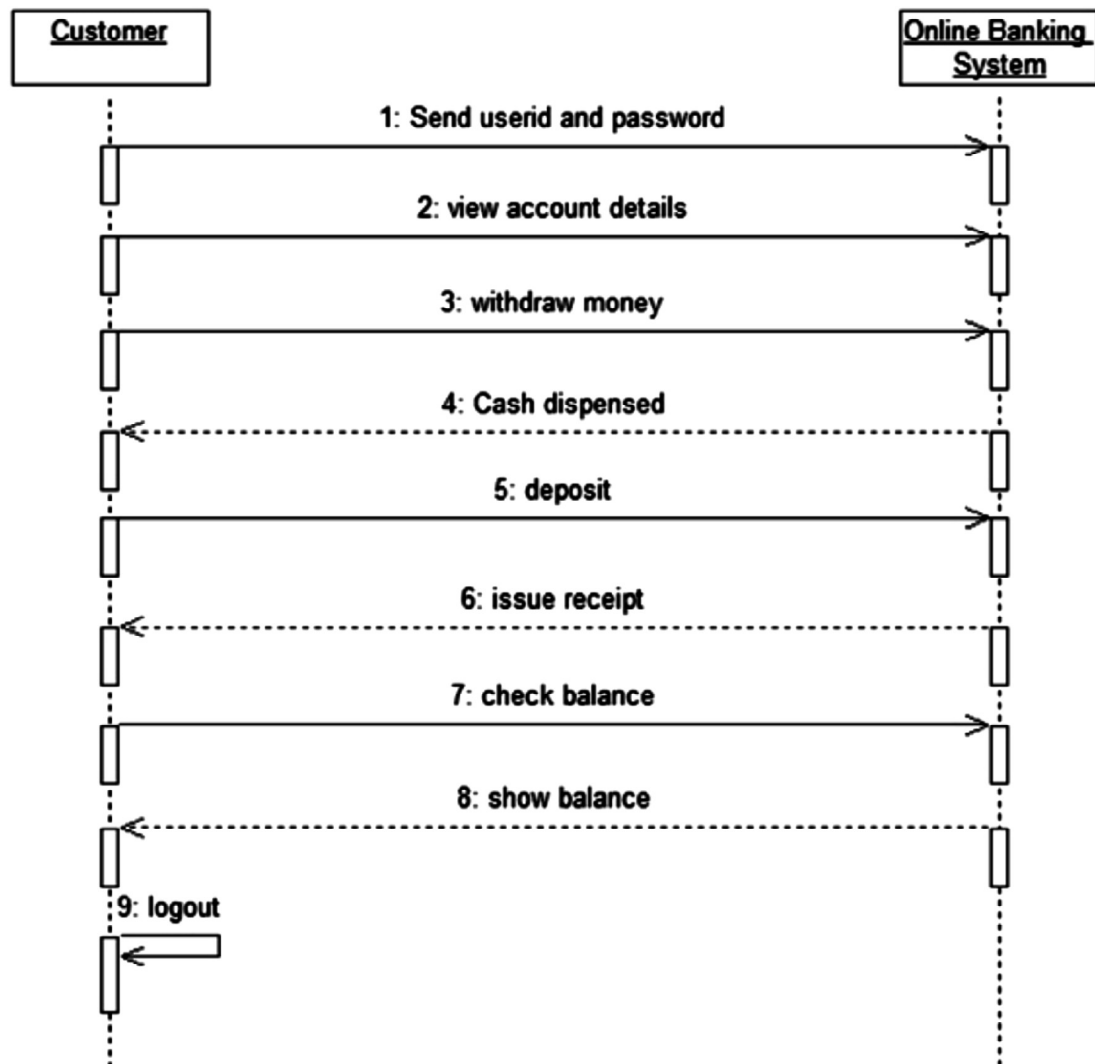 Customer
Online Banking
System
1: Send userid and password
2: view account details
3: withdraw money
4: Cash dispensed
5: deposit
6: issue receipt
7: check balance
8: show balance
9: logout